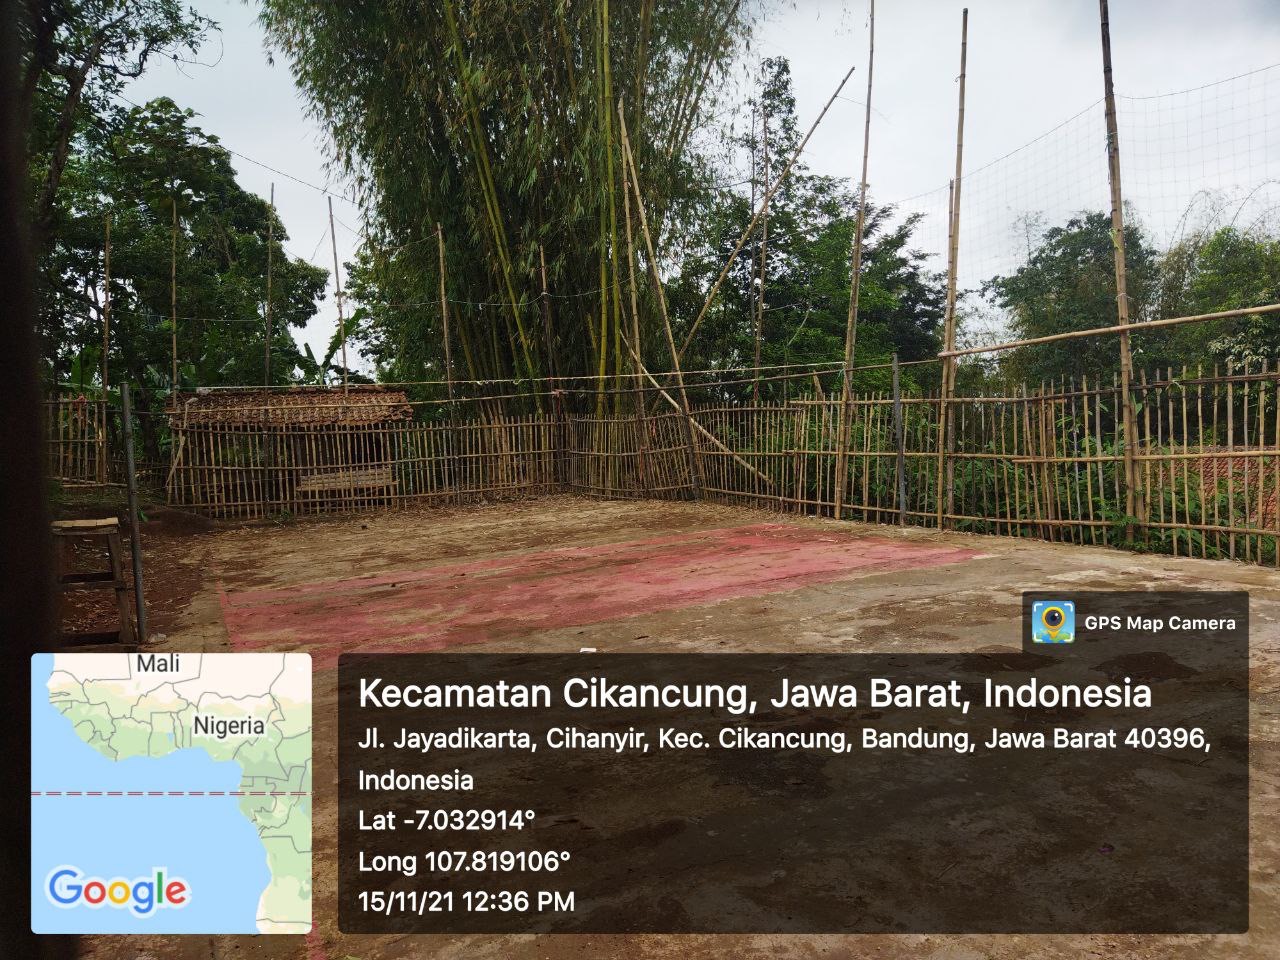 GPS Map Camera
Mali
Nigeria
Google
Kecamatan Cikancung, Jawa Barat, Indonesia
Jl. Jayadikarta, Cihanyir, Kec. Cikancung, Bandung, Jawa Barat 40396,
Indonesia
Lat -7.032914°
Long 107.819106°
15/11/21 12:36 PM